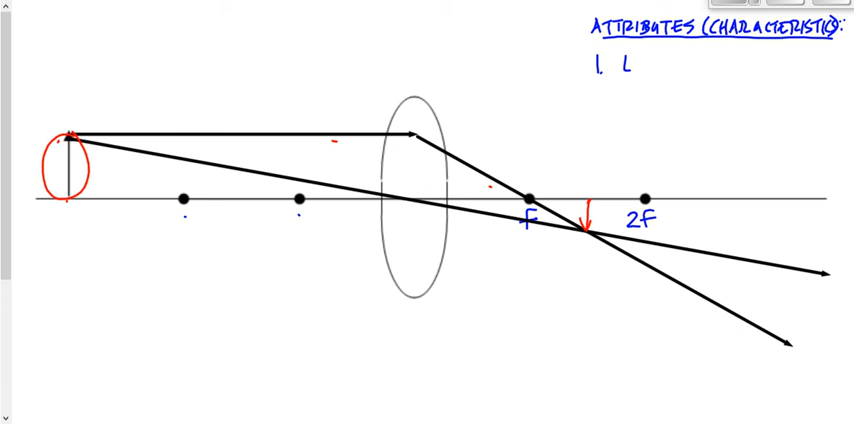 ATTRIBUTES (CHARACTERISTICS):
1. L
F 2F